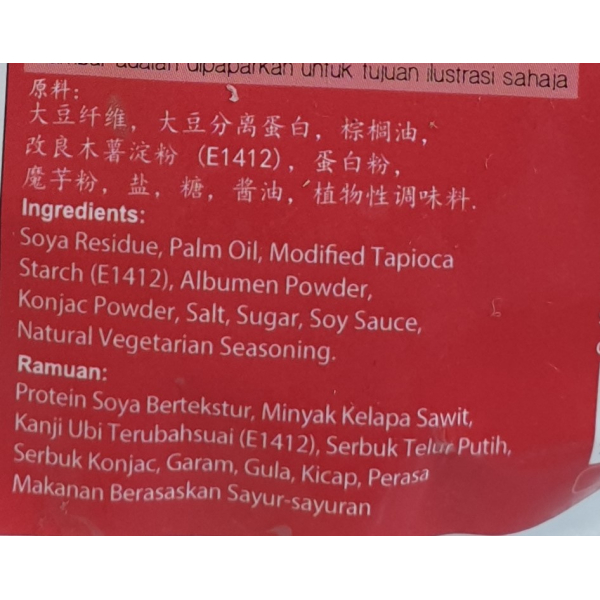 adalah dipaparkan untuk tujuan ilustrasi sahaja
原料:
大豆纤维, 大豆分离蛋白, 棕榈油,
改良木薯淀粉 (E1412), 蛋白粉,
魔芋粉, 盐, 糖, 酱油, 植物性调味料.
Ingredients:
Soya Residue, Palm Oil, Modified Tapioca
Starch (E1412), Albumen Powder,
Konjac Powder, Salt, Sugar, Soy Sauce,
Natural Vegetarian Seasoning.
Ramuan:
Protein Soya Bertekstur, Minyak Kelapa Sawit,
Kanji Ubi Terubahsuai (E1412), Serbuk Telur Putih,
Serbuk Konjac, Garam, Gula, Kicap, Perasa
Makanan Berasaskan Sayur-sayuran